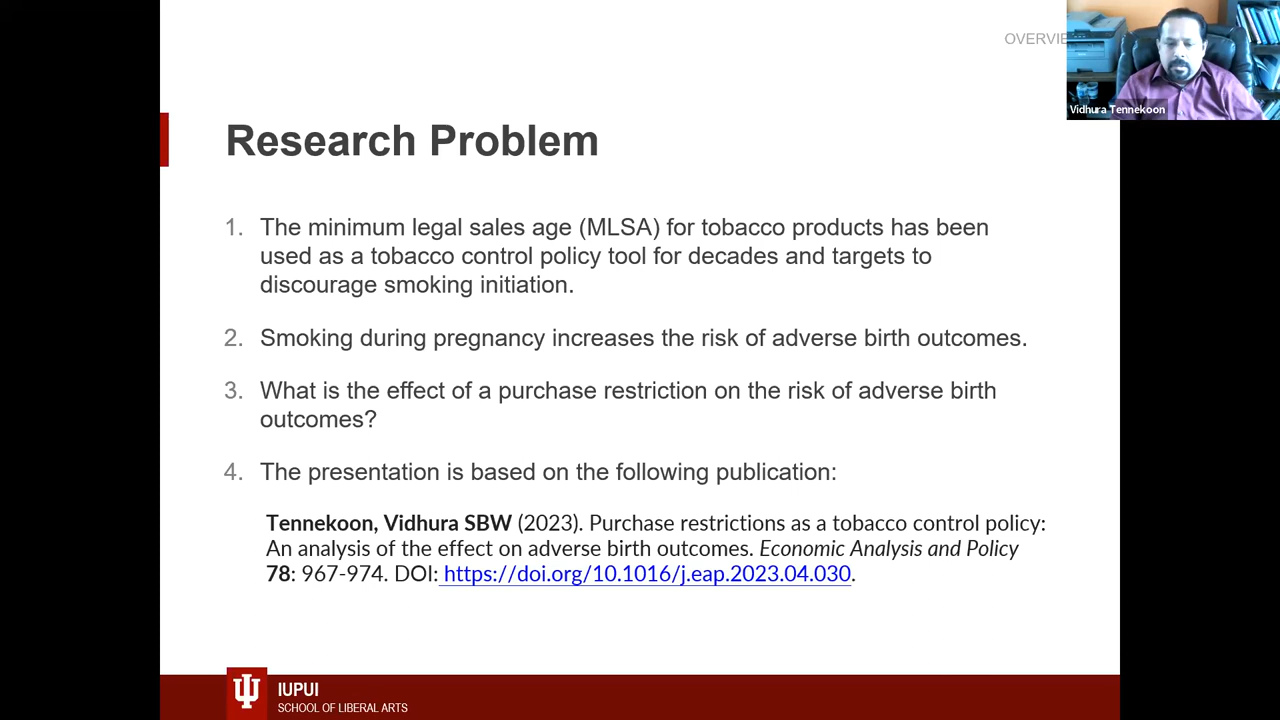 OVERVIE
Vidhura Tennekoon
Research Problem
1. The minimum legal sales age (MLSA) for tobacco products has been
used as a tobacco control policy tool for decades and targets to
discourage smoking initiation.
2. Smoking during pregnancy increases the risk of adverse birth outcomes.
3. What is the effect of a purchase restriction on the risk of adverse birth
outcomes?
4. The presentation is based on the following publication:
Tennekoon, Vidhura SBW (2023). Purchase restrictions as a tobacco control policy:
An analysis of the effect on adverse birth outcomes. Economic Analysis and Policy
78: 967-974. DOI: https://doi.org/10.1016/j.eap.2023.04.030.
IUPUI
SCHOOL OF LIBERAL ARTS